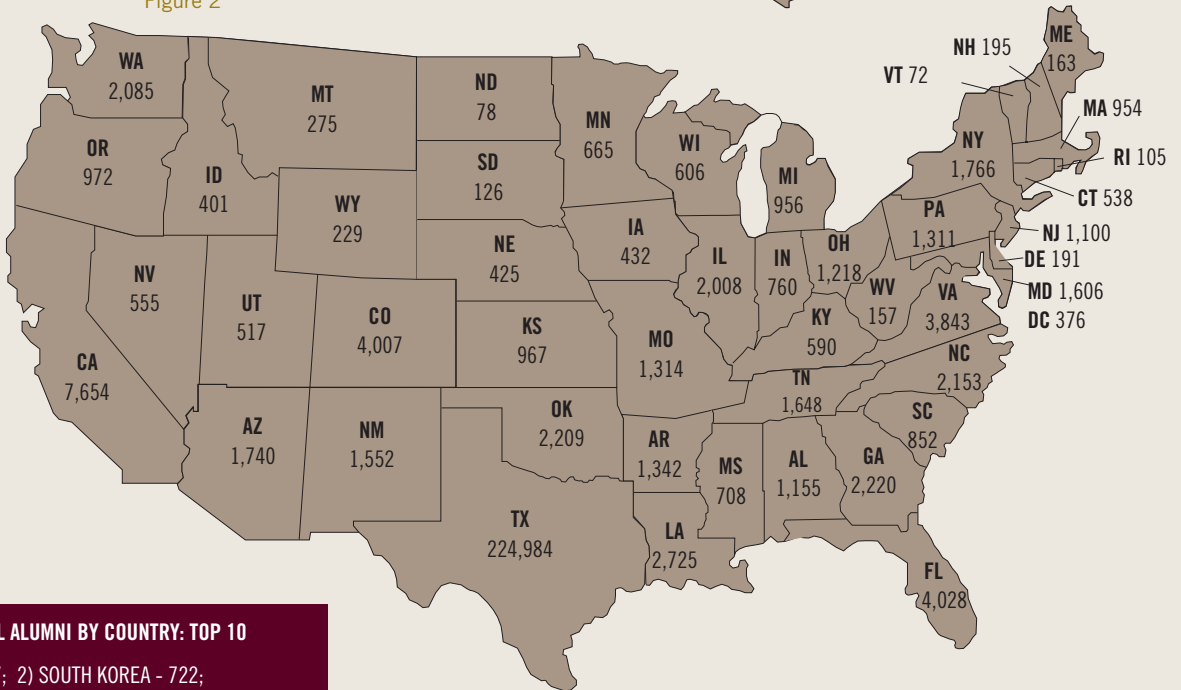 Figure 2
WA
2,085
OR
972
ID
401
MT
275
WY
229
ND
78
SD
126
NE
425
MN
665
IA
432
WI
606
MI
956
NV
555
UT
517
CO
4,007
KS
967
CA
7,654
AZ
1,740
NM
1,552
OK
2,209
TX
224,984
MO
1,314
AR
1,342
LA
2,725
IL
2,008
IN
760
OH
1,218
KY
590
TN
1,648
MS
708
AL
1,155
GA
2,220
FL
4,028
SC
852
NC
2,153
VA
3,843
WV
157
PA
1,311
NY
1,766
VT 72
NH 195
ME
163
MA 954
RI 105
CT 538
NJ 1,100
DE 191
MD 1,606
DC 376
ALUMNI BY COUNTRY: TOP 10
; 2) SOUTH KOREA - 722;